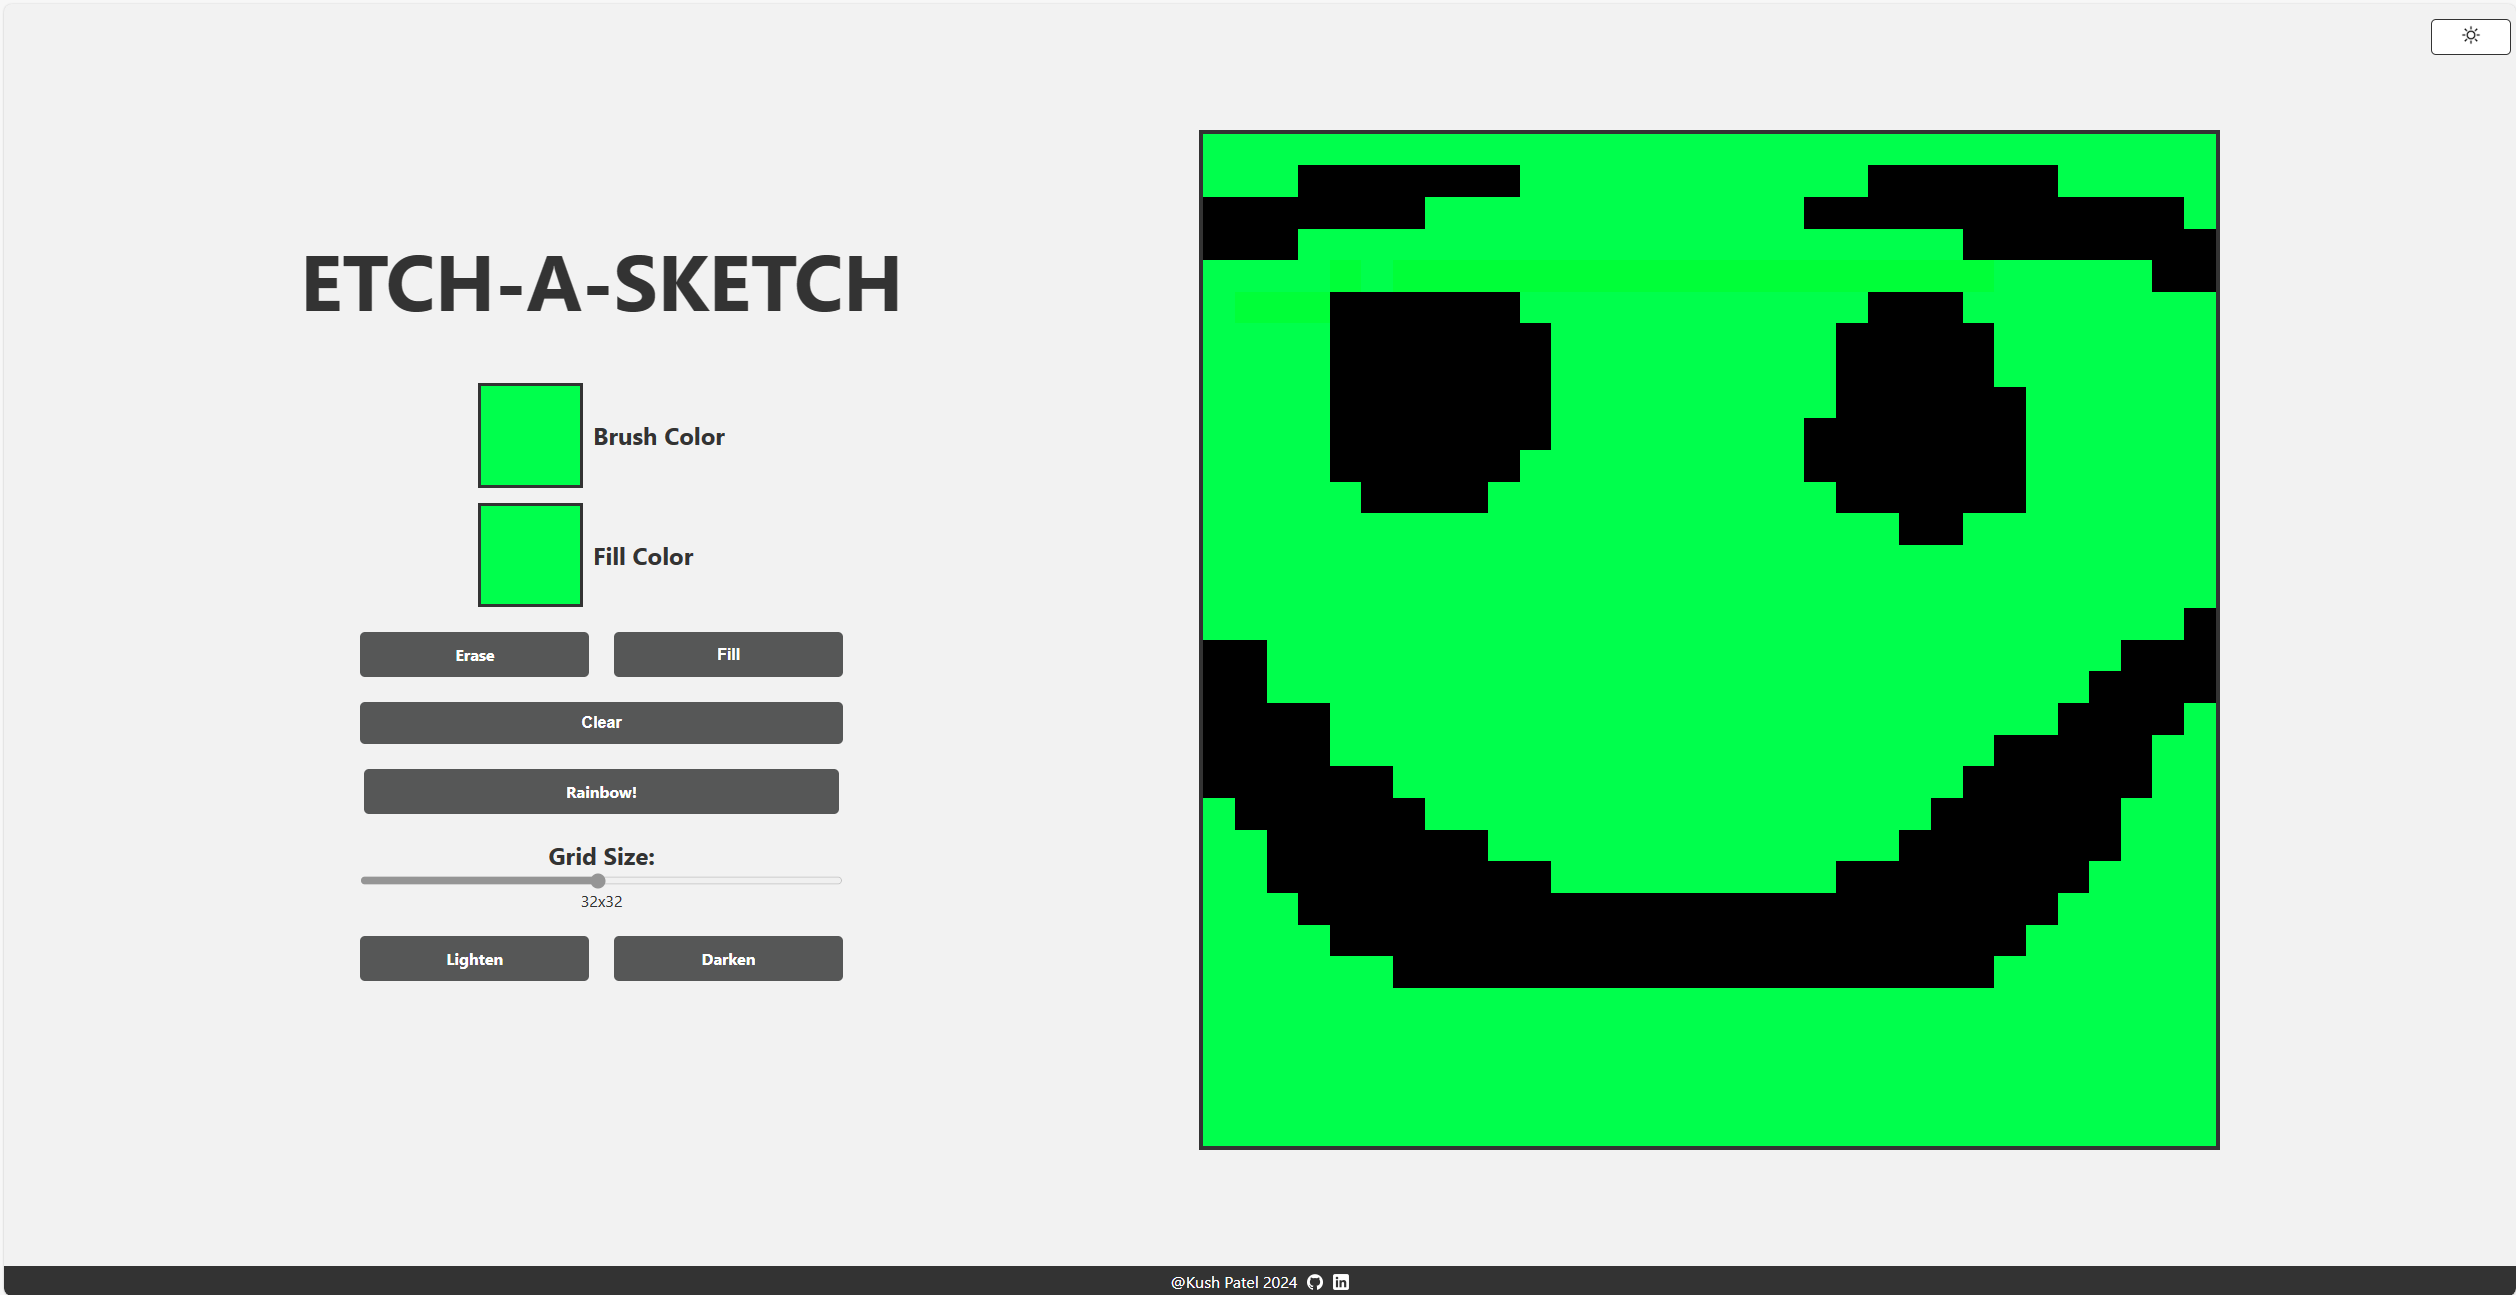 ETCH-A-SKETCH
Brush Color
Fill Color
Erase
Fill
Clear
Rainbow!
Grid Size:
32x32
Lighten
Darken
@Kush Patel 2024